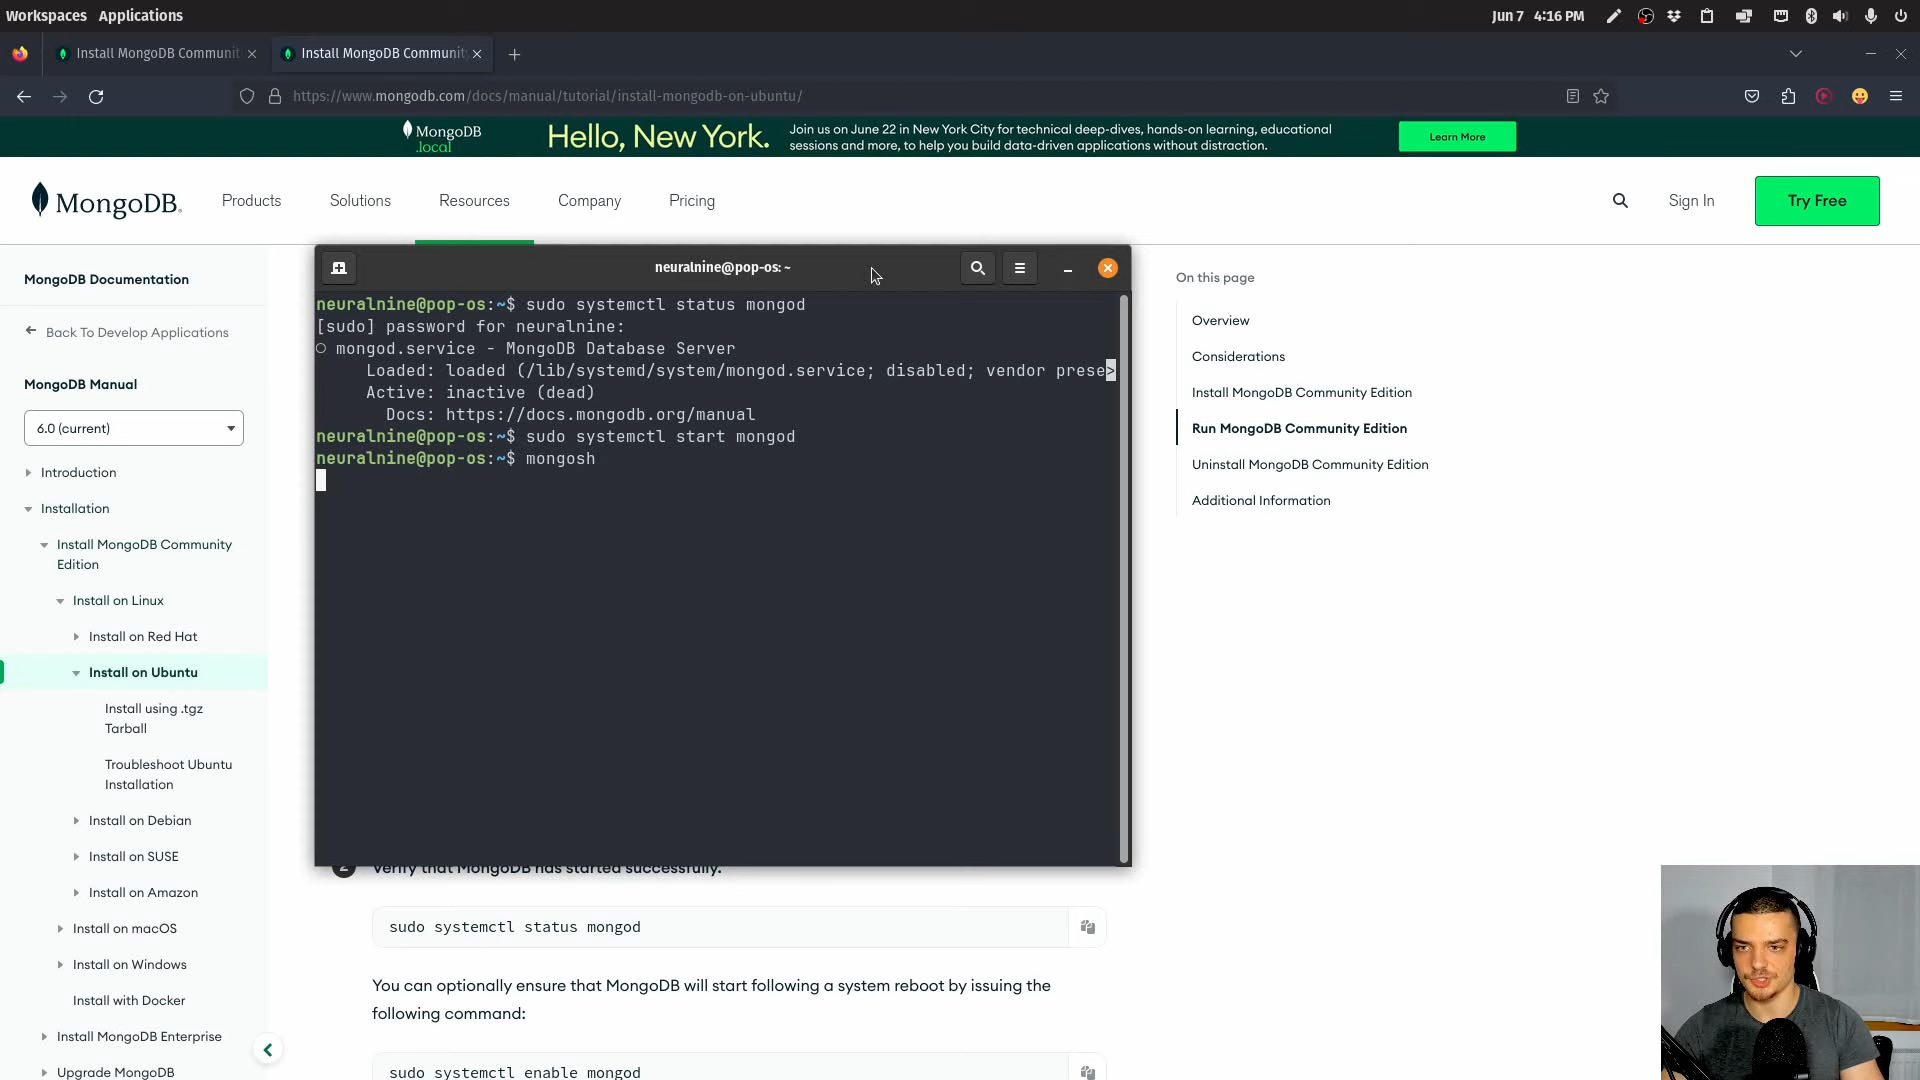 Workspaces Applications
Jun 7 4:16 PM
Install MongoDB Communit
Install MongoDB Community
https://www.mongodb.com/docs/manual/tutorial/install-mongodb-on-ubuntu/
MongoDB
.local
Hello, New York.
Join us on June 22 in New York City for technical deep-dives, hands-on learning, educational
sessions and more, to help you build data-driven applications without distraction.
Learn More
MongoDB.
Products
Solutions
Resources
Company
Pricing
Sign In
Try Free
MongoDB Documentation
Back To Develop Applications
MongoDB Manual
6.0 (current)
Introduction
Installation
Install MongoDB Community
Edition
Install on Linux
Install on Red Hat
Install on Ubuntu
Install using .tgz
Tarball
Troubleshoot Ubuntu
Installation
Install on Debian
Install on SUSE
Install on Amazon
Install on macOS
Install on Windows
Install with Docker
Install MongoDB Enterprise
Upgrade MongoDB
neuralnine@pop-os: ~
neuralnine@pop-os:~$ sudo systemctl status mongod
[sudo] password for neuralnine:
○ mongod.service - MongoDB Database Server
Loaded: loaded (/lib/systemd/system/mongod.service; disabled; vendor prese>
Active: inactive (dead)
Docs: https://docs.mongodb.org/manual
neuralnine@pop-os:~$ sudo systemctl start mongod
neuralnine@pop-os:~$ mongosh
2 Verify that MongoDB has started successfully.
sudo systemctl status mongod
You can optionally ensure that MongoDB will start following a system reboot by issuing the
following command:
sudo systemctl enable mongod
On this page
Overview
Considerations
Install MongoDB Community Edition
Run MongoDB Community Edition
Uninstall MongoDB Community Edition
Additional Information